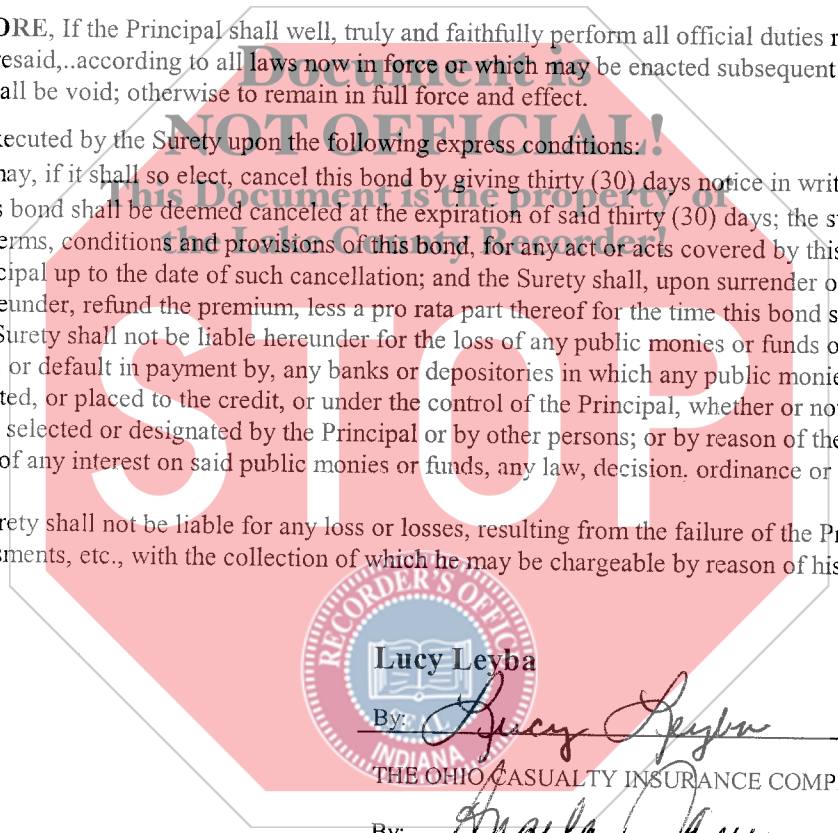 ORE, If the Principal shall well, truly and faithfully perform all official duties r
resaid,..according to all laws now in force or which may be enacted subsequent
all be void; otherwise to remain in full force and effect.
xecuted by the Surety upon the following express conditions:
may, if it shall so elect, cancel this bond by giving thirty (30) days notice in writ
s bond shall be deemed canceled at the expiration of said thirty (30) days; the s
erms, conditions and provisions of this bond, for any act or acts covered by this
cipal up to the date of such cancellation; and the Surety shall, upon surrender o
eunder, refund the premium, less a pro rata part thereof for the time this bond s
Surety shall not be liable hereunder for the loss of any public monies or funds o
or default in payment by, any banks or depositories in which any public monie
ted, or placed to the credit, or under the control of the Principal, whether or no
selected or designated by the Principal or by other persons; or by reason of the
of any interest on said public monies or funds, any law, decision, ordinance or
rety shall not be liable for any loss or losses, resulting from the failure of the Pr
sments, etc., with the collection of which he may be chargeable by reason of his
Document is
NOT OFFICIAL!
This Document is the property of
the Lake County Recorder!
STOP
RECORDER'S OFFICE
SEAL
INDIANA
Lucy Leyba
By: Lucy Leyba
THE OHIO CASUALTY INSURANCE COMP
By: Angela